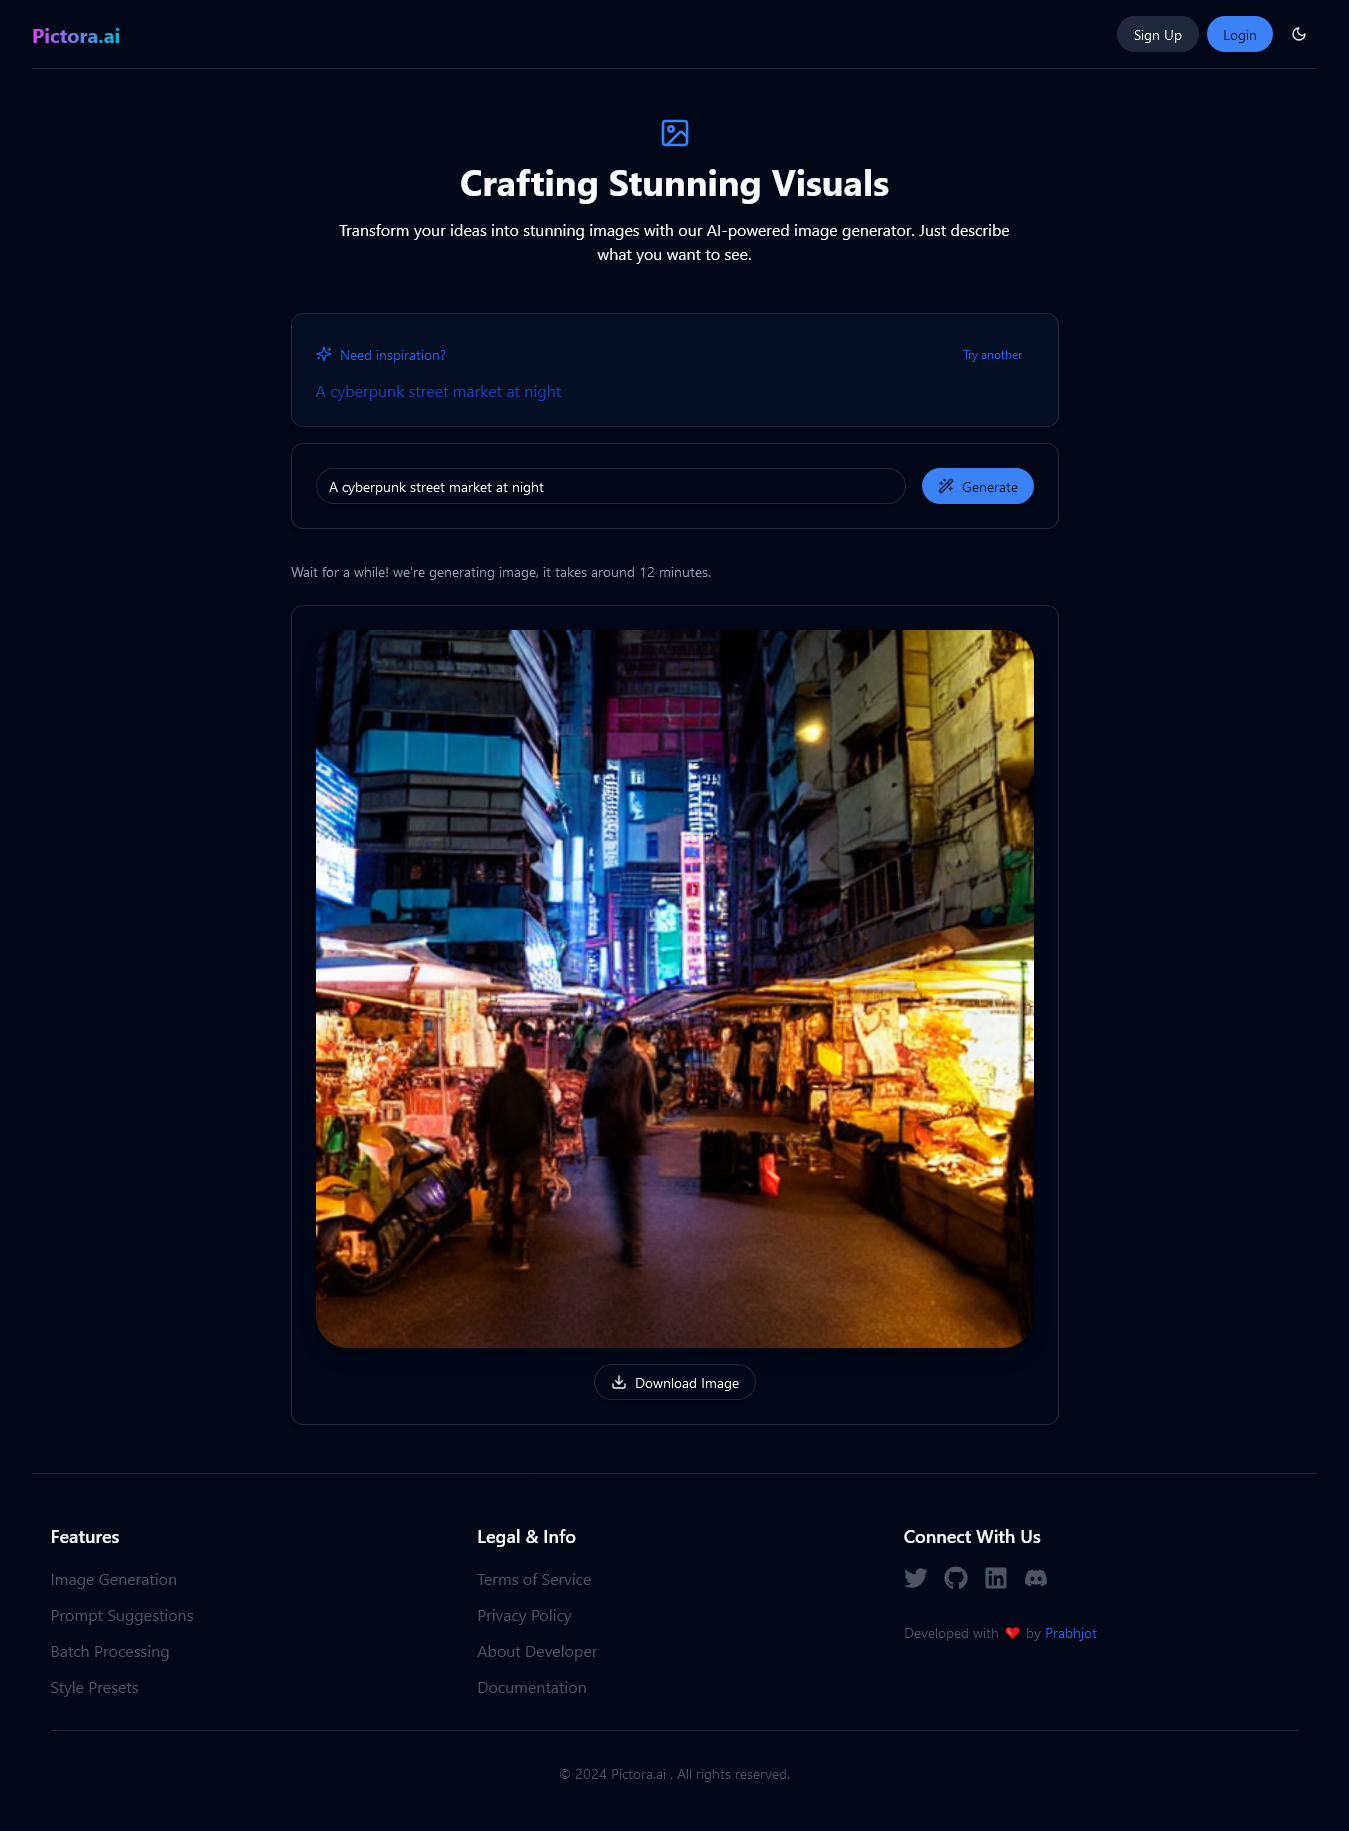 Pictora.ai
Sign Up
Login
Crafting Stunning Visuals
Transform your ideas into stunning images with our AI-powered image generator. Just describe
what you want to see.
Need inspiration?
Try another
A cyberpunk street market at night
A cyberpunk street market at night
Generate
Wait for a while! we're generating image, it takes around 12 minutes.
Download Image
Features
Image Generation
Prompt Suggestions
Batch Processing
Style Presets
Legal & Info
Terms of Service
Privacy Policy
About Developer
Documentation
Connect With Us
Developed with ❤ by Prabhjot
© 2024 Pictora.ai . All rights reserved.